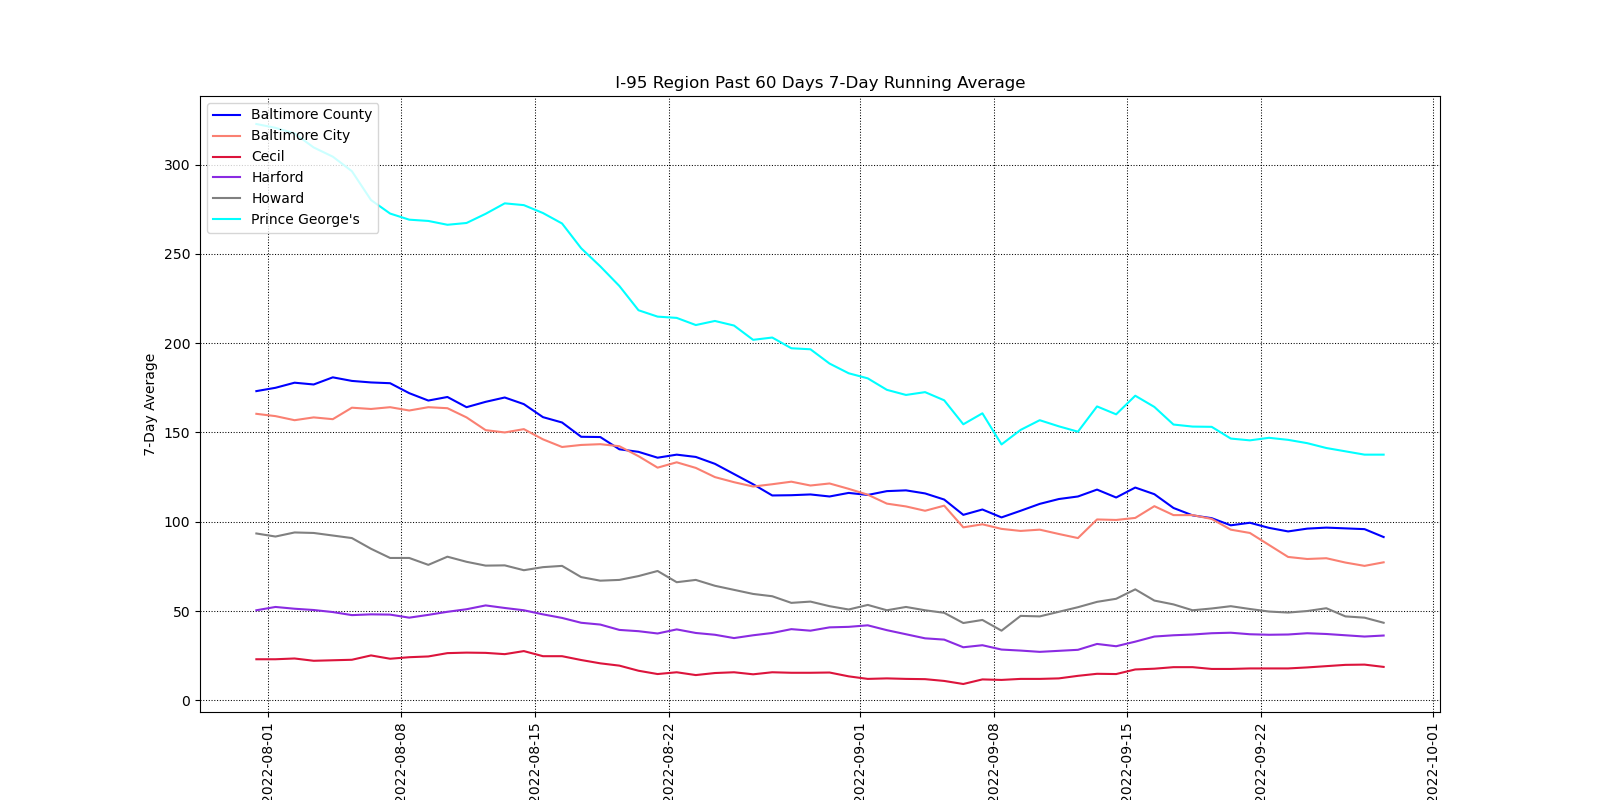 I-95 Region Past 60 Days 7-Day Running Average
Baltimore County
Baltimore City
Cecil
Harford
Howard
Prince George's
7-Day Average
300
250
200
150
100
50
0
2022-08-01
2022-08-08
2022-08-15
2022-08-22
2022-09-01
2022-09-08
2022-09-15
2022-09-22
2022-10-01